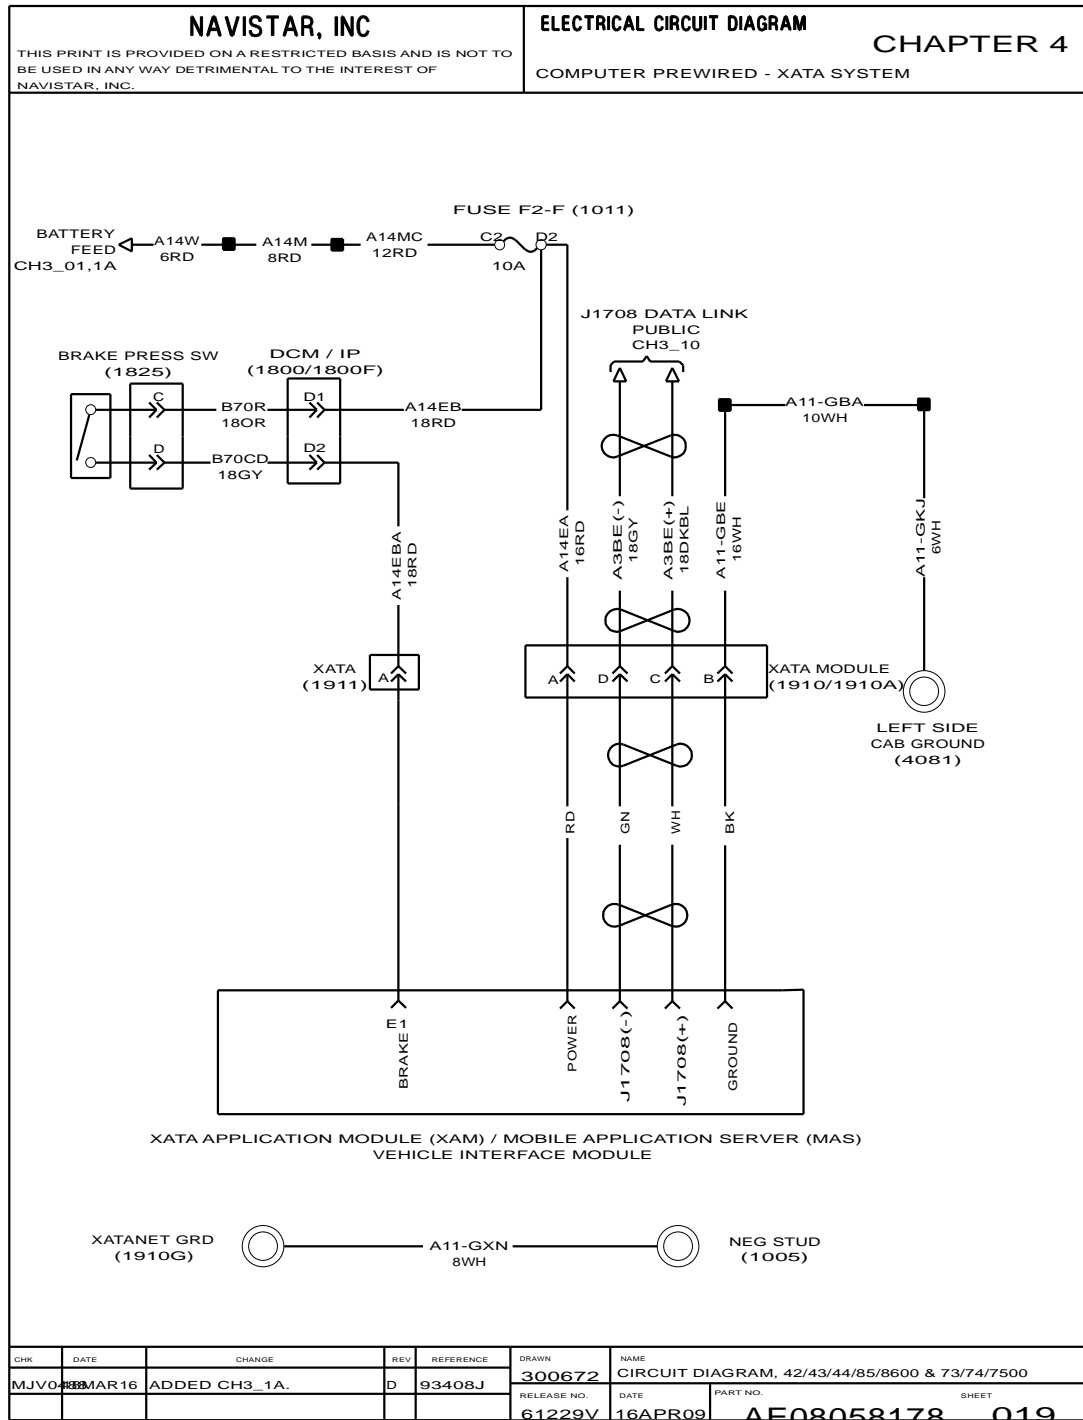 NAVISTAR, INC
THIS PRINT IS PROVIDED ON A RESTRICTED BASIS AND IS NOT TO
BE USED IN ANY WAY DETRIMENTAL TO THE INTEREST OF
NAVISTAR, INC.
ELECTRICAL CIRCUIT DIAGRAM
CHAPTER 4
COMPUTER PREWIRED - XATA SYSTEM
FUSE F2-F (1011)
BATTERY
FEED
CH3_01,1A
A14W
6RD
A14M
8RD
A14MC
12RD
C2
D2
10A
J1708 DATA LINK
PUBLIC
CH3_10
BRAKE PRESS SW
(1825)
DCM / IP
(1800/1800F)
C
B70R
18OR
D1
A14EB
18RD
D
B70CD
18GY
D2
A11-GBA
10WH
A14EBA
18RD
A14EA
16RD
A3BE(-)
18GY
A3BE(+)
18DKBL
A11-GBE
16WH
A11-GKJ
6WH
XATA
(1911)
A
A
D
C
B
XATA MODULE
(1910/1910A)
LEFT SIDE
CAB GROUND
(4081)
RD
GN
WH
BK
E1
BRAKE
POWER
J1708(-)
J1708(+)
GROUND
XATA APPLICATION MODULE (XAM) / MOBILE APPLICATION SERVER (MAS)
VEHICLE INTERFACE MODULE
XATANET GRD
(1910G)
A11-GXN
8WH
NEG STUD
(1005)
CHK
DATE
CHANGE
REV
REFERENCE
DRAWN
NAME
ADDED CH3_1A.
D
93408J
300672
CIRCUIT DIAGRAM, 42/43/44/85/8600 & 73/74/7500
RELEASE NO.
DATE
PART NO.
SHEET
61229V
16APR09
AE08058178
019